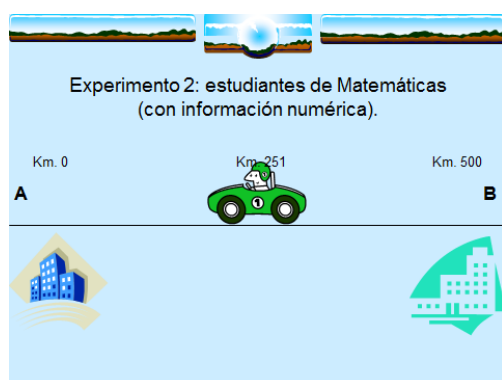 Experimento 2: estudiantes de Matemáticas
(con información numérica).
Km. 0 Km. 251 Km. 500
A B
1